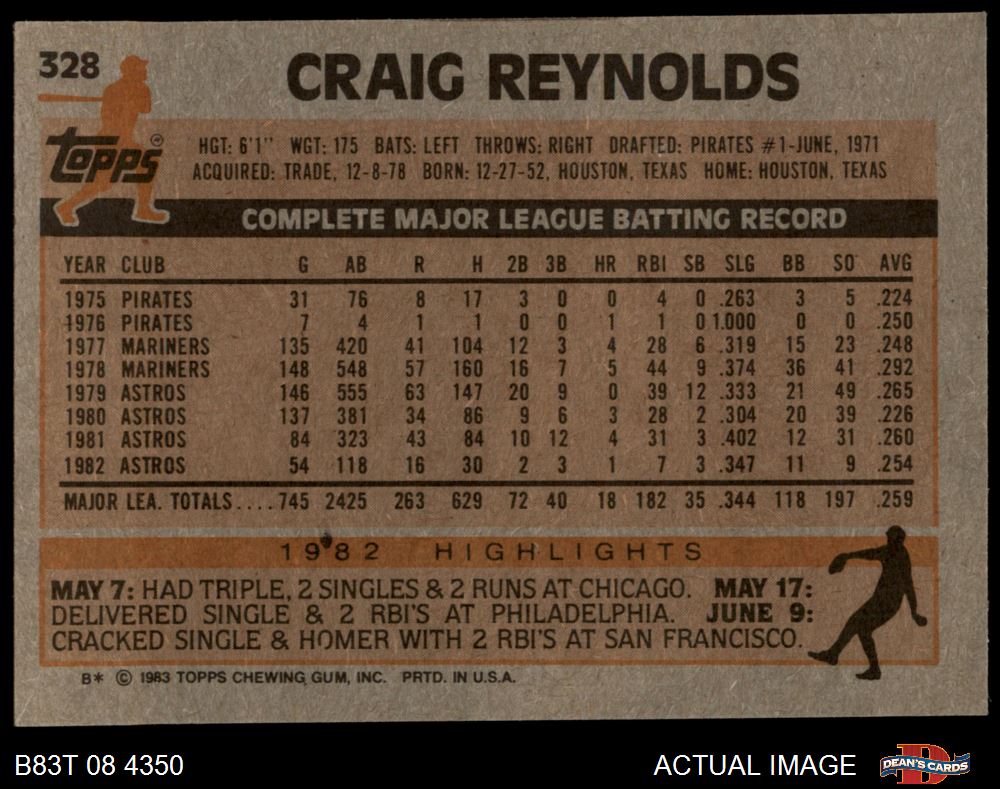 328
CRAIG REYNOLDS
Topps®
HGT: 6'1" WGT: 175 BATS: LEFT THROWS: RIGHT DRAFTED: PIRATES #1-JUNE, 1971
ACQUIRED: TRADE, 12-8-78 BORN: 12-27-52, HOUSTON, TEXAS HOME: HOUSTON, TEXAS
COMPLETE MAJOR LEAGUE BATTING RECORD
YEAR CLUB G AB R H 2B 3B HR RBI SB SLG BB SO AVG
1975 PIRATES 31 76 8 17 3 0 0 4 0 .263 3 5 .224
1976 PIRATES 7 4 1 1 0 0 1 1 0 1.000 0 0 .250
1977 MARINERS 135 420 41 104 12 3 4 28 6 .319 15 23 .248
1978 MARINERS 148 548 57 160 16 7 5 44 9 .374 36 41 .292
1979 ASTROS 146 555 63 147 20 9 0 39 12 .333 21 49 .265
1980 ASTROS 137 381 34 86 9 6 3 28 2 .304 20 39 .226
1981 ASTROS 84 323 43 84 10 12 4 31 3 .402 12 31 .260
1982 ASTROS 54 118 16 30 2 3 1 7 3 .347 11 9 .254
MAJOR LEA. TOTALS....745 2425 263 629 72 40 18 182 35 .344 118 197 .259
1982 HIGHLIGHTS
MAY 7: HAD TRIPLE, 2 SINGLES & 2 RUNS AT CHICAGO. MAY 17:
DELIVERED SINGLE & 2 RBI'S AT PHILADELPHIA. JUNE 9:
CRACKED SINGLE & HOMER WITH 2 RBI'S AT SAN FRANCISCO.
B* © 1983 TOPPS CHEWING GUM, INC. PRTD. IN U.S.A.
B83T 08 4350
ACTUAL IMAGE
D
DEAN'S CARDS